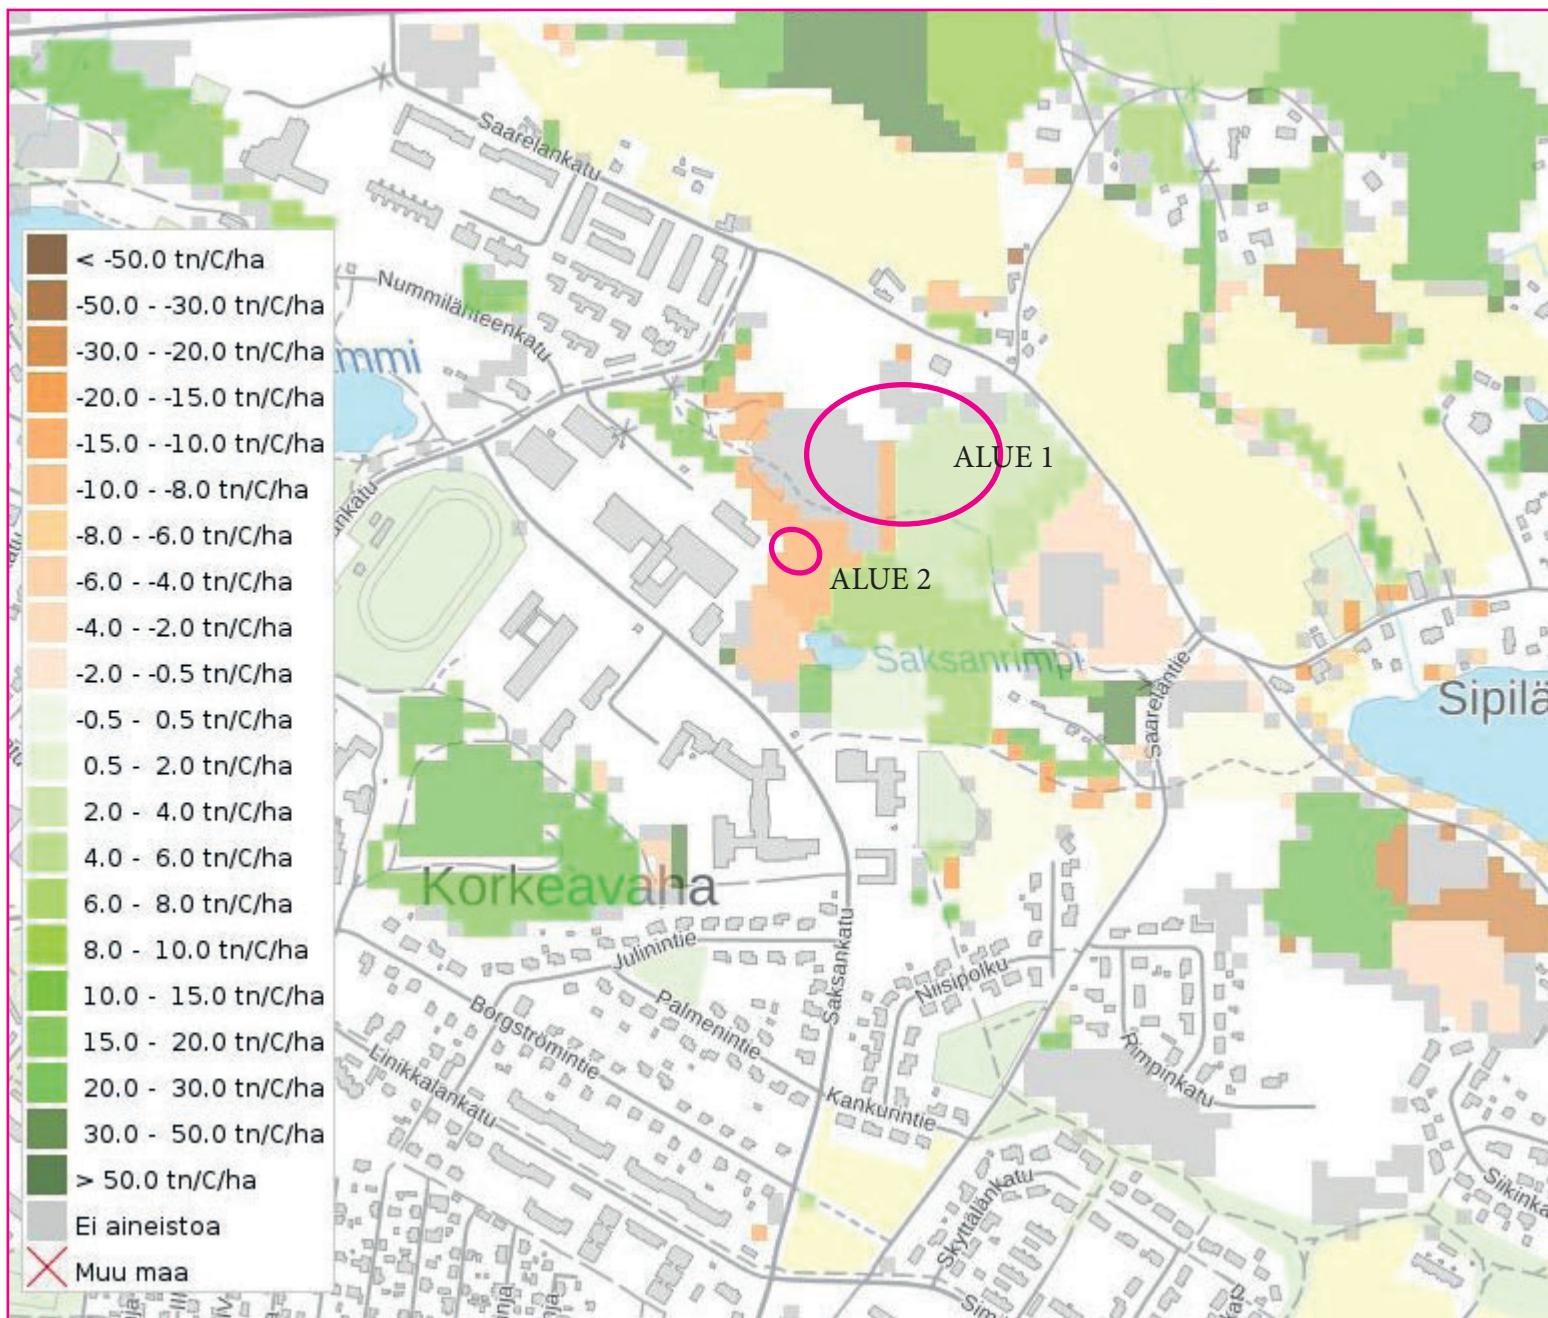 Saarelankatu
Nummilähteenkatu
mmi
ALUE 1
ALUE 2
Saksanrimpi
Saarelantie
Sipilä
Korkeavaha
Julinintie
Saksankatu
Niisipolku
Palmenintie
Borgströmintie
Linikkalankatu
Kankurintie
Rimpinkatu
Skyttälänkatu
Siikinka
nkatu
Simi
katu
nja
nja
< -50.0 tn/C/ha
-50.0 - -30.0 tn/C/ha
-30.0 - -20.0 tn/C/ha
-20.0 - -15.0 tn/C/ha
-15.0 - -10.0 tn/C/ha
-10.0 - -8.0 tn/C/ha
-8.0 - -6.0 tn/C/ha
-6.0 - -4.0 tn/C/ha
-4.0 - -2.0 tn/C/ha
-2.0 - -0.5 tn/C/ha
-0.5 - 0.5 tn/C/ha
0.5 - 2.0 tn/C/ha
2.0 - 4.0 tn/C/ha
4.0 - 6.0 tn/C/ha
6.0 - 8.0 tn/C/ha
8.0 - 10.0 tn/C/ha
10.0 - 15.0 tn/C/ha
15.0 - 20.0 tn/C/ha
20.0 - 30.0 tn/C/ha
30.0 - 50.0 tn/C/ha
> 50.0 tn/C/ha
Ei aineistoa
Muu maa